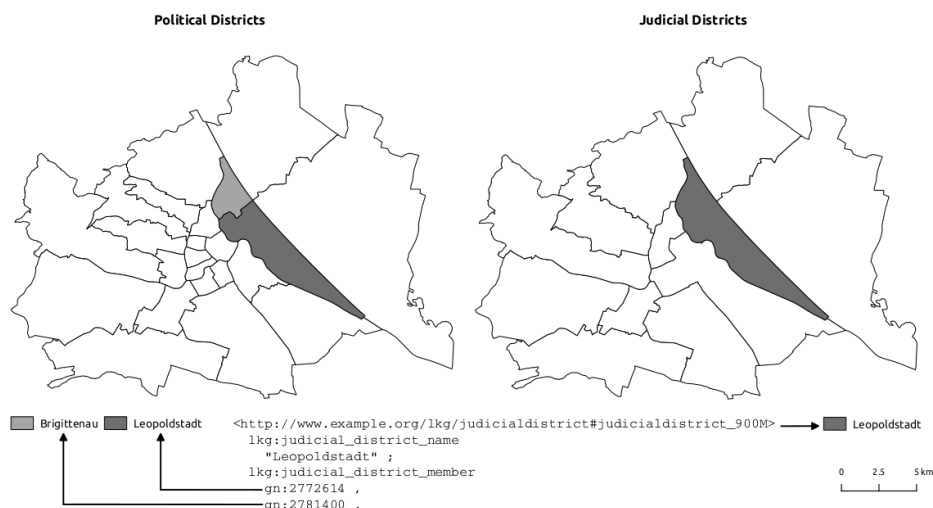 Political Districts
Judicial Districts
Brigittenau
Leopoldstadt
<http://www.example.org/lkg/judicialdistrict#judicialdistrict_900M>
Leopoldstadt
lkg:judicial_district_name
"Leopoldstadt" ;
lkg:judicial_district_member
gn:2772614 ,
gn:2781400 .
0 2.5 5 km